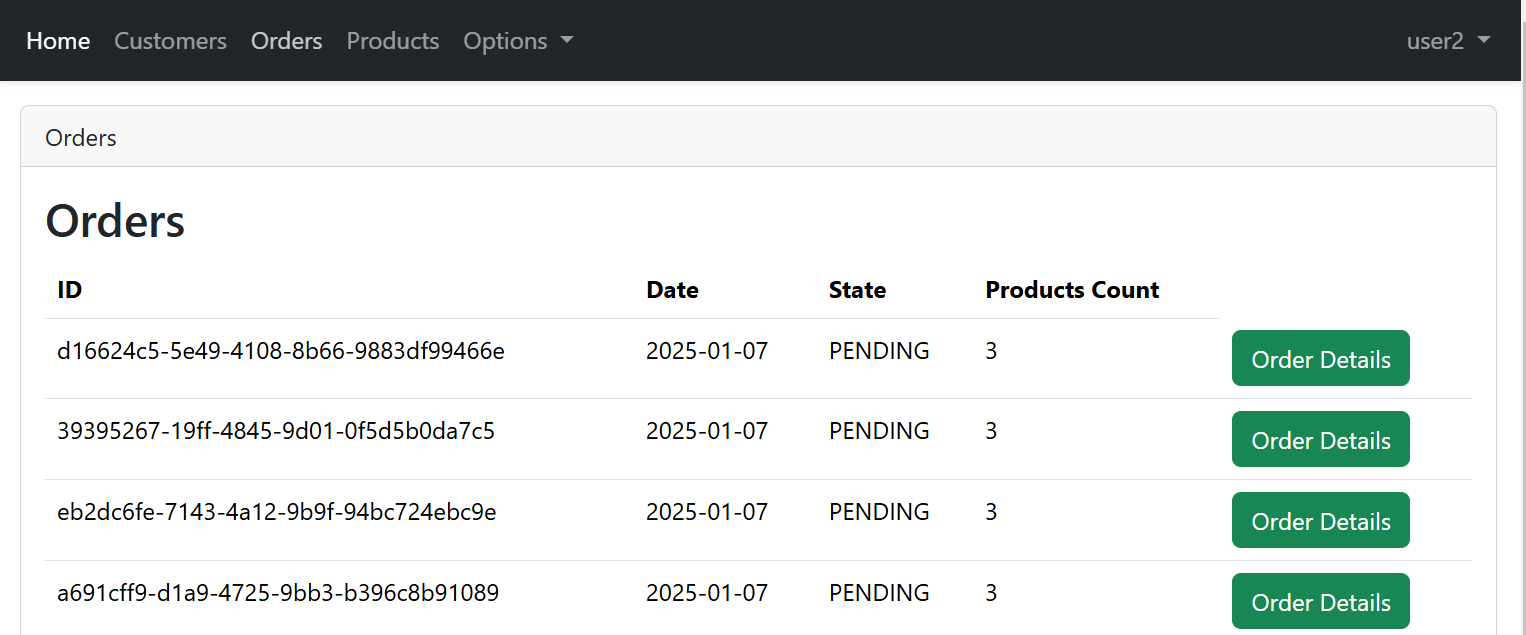 Home Customers Orders Products Options user2
Orders
Orders
ID Date State Products Count
d16624c5-5e49-4108-8b66-9883df99466e 2025-01-07 PENDING 3 Order Details
39395267-19ff-4845-9d01-0f5d5b0da7c5 2025-01-07 PENDING 3 Order Details
eb2dc6fe-7143-4a12-9b9f-94bc724ebc9e 2025-01-07 PENDING 3 Order Details
a691cff9-d1a9-4725-9bb3-b396c8b91089 2025-01-07 PENDING 3 Order Details